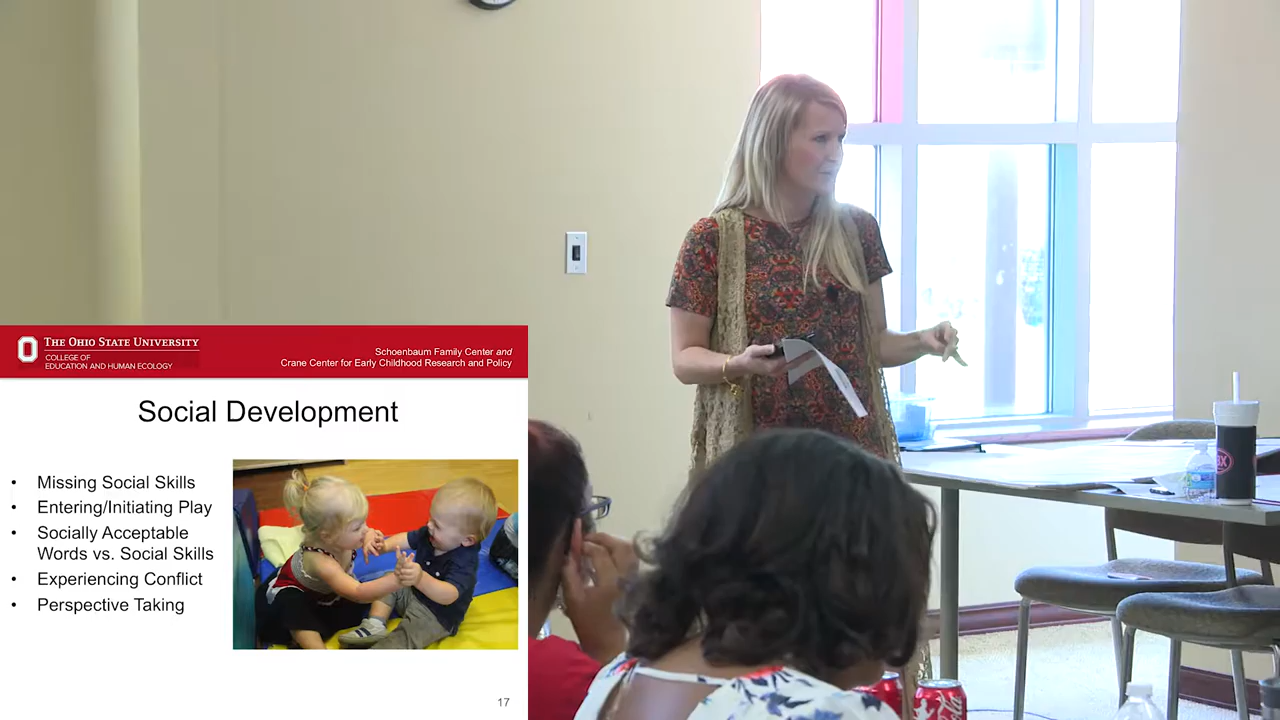 THE OHIO STATE UNIVERSITY
COLLEGE OF
EDUCATION AND HUMAN ECOLOGY
Schoenbaum Family Center and
Crane Center for Early Childhood Research and Policy
Social Development
• Missing Social Skills
• Entering/Initiating Play
• Socially Acceptable
Words vs. Social Skills
• Experiencing Conflict
• Perspective Taking
17